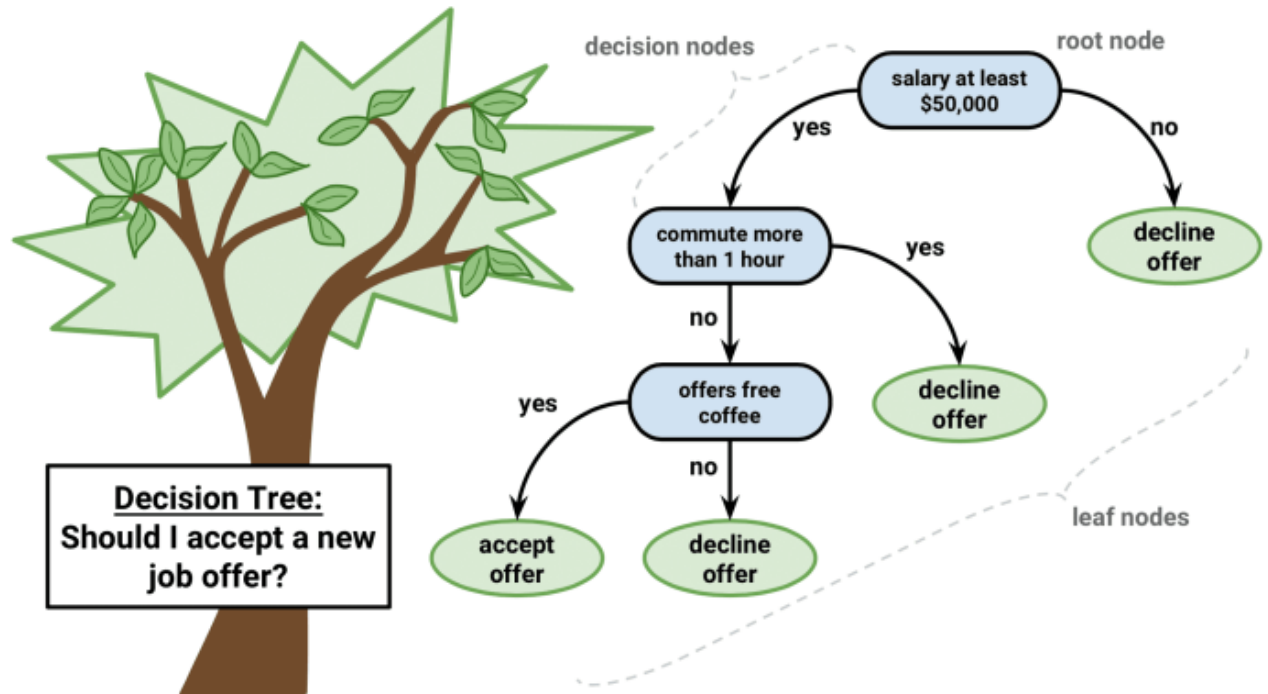 decision nodes
root node
salary at least
$50,000
yes
no
commute more
than 1 hour
yes
decline
offer
no
offers free
coffee
decline
offer
yes
no
Decision Tree:
Should I accept a new
job offer?
accept
offer
decline
offer
leaf nodes